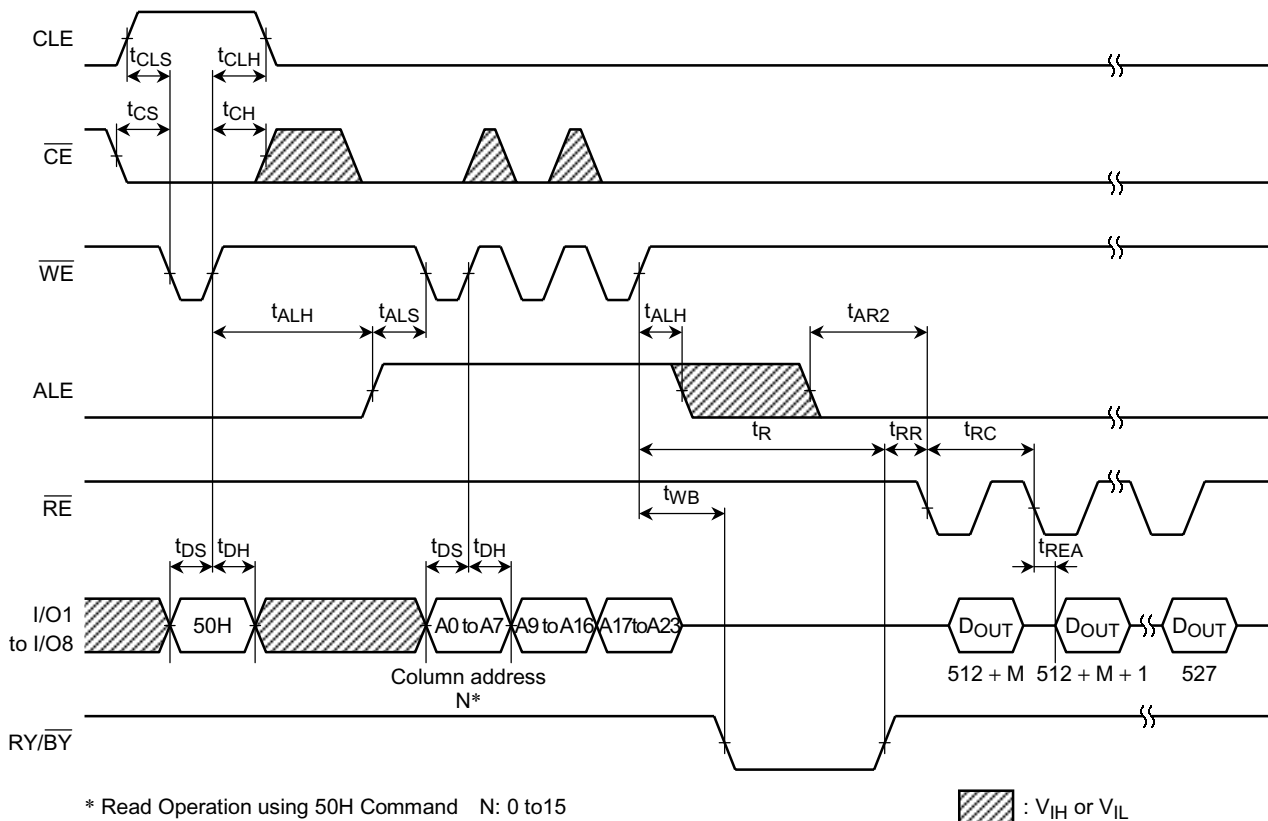 CLE
tCLS tCLH
tCS tCH
CE
WE
tALH tALS tALH tAR2
ALE
tR tRR tRC
RE
tWB
tREA
tDS tDH tDS tDH
I/O1
to I/O8
50H A0 to A7 A9 to A16 A17 to A23 DOUT DOUT DOUT
512 + M 512 + M + 1 527
Column address
N*
RY/BY
* Read Operation using 50H Command N: 0 to15
: VIH or VIL